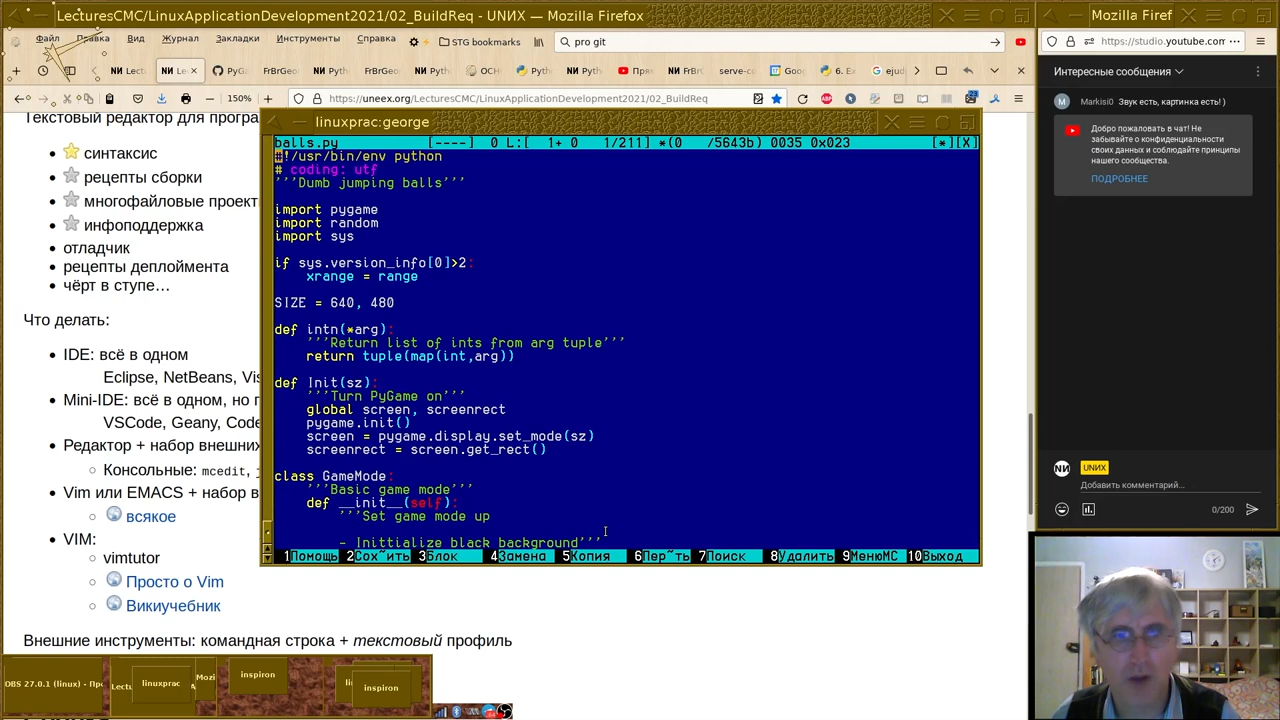 LecturesCMC/LinuxApplicationDevelopment2021/02_BuildReq - UNИX — Mozilla Firefox
Mozilla Firef
Файл Правка Вид Журнал Закладки Инструменты Справка
STG bookmarks
pro git
150%
https://uneex.org/LecturesCMC/LinuxApplicationDevelopment2021/02_BuildReq
https://studio.youtube.com
Интересные сообщения
Markisi0 Звук есть, картинка есть! )
Добро пожаловать в чат! Не
забывайте о конфиденциальности
своих данных и соблюдайте принципы
нашего сообщества.
ПОДРОБНЕЕ
UNИX
Добавить комментарий...
0/200
Текстовый редактор для програ
синтаксис
рецепты сборки
многофайловые проект
инфоподдержка
отладчик
рецепты деплоймента
чёрт в ступе…
Что делать:
IDE: всё в одном
Eclipse, NetBeans, Vis
Mini-IDE: всё в одном, но п
VSCode, Geany, Code
Редактор + набор внешних
Консольные: mcedit,
Vim или EMACS + набор в
всякое
VIM:
vimtutor
Просто о Vim
Викиучебник
Внешние инструменты: командная строка + текстовый профиль
linuxprac:george
balls.py [----] 0 L:[ 1+ 0 1/211] *(0 /5643b) 0035 0x023 [*][X]
#!/usr/bin/env python
# coding: utf
'''Dumb jumping balls'''
import pygame
import random
import sys
if sys.version_info[0]>2:
xrange = range
SIZE = 640, 480
def intn(*arg):
'''Return list of ints from arg tuple'''
return tuple(map(int,arg))
def Init(sz):
'''Turn PyGame on'''
global screen, screenrect
pygame.init()
screen = pygame.display.set_mode(sz)
screenrect = screen.get_rect()
class GameMode:
'''Basic game mode'''
def __init__(self):
'''Set game mode up
- Inittialize black background'''
1Помощь 2Сох~ить 3Блок 4Замена 5Копия 6Пер~ть 7Поиск 8Удалить 9МенюMC 10Выход
OBS 27.0.1 (linux) - Про
linuxprac
Mozi
inspiron
inspiron